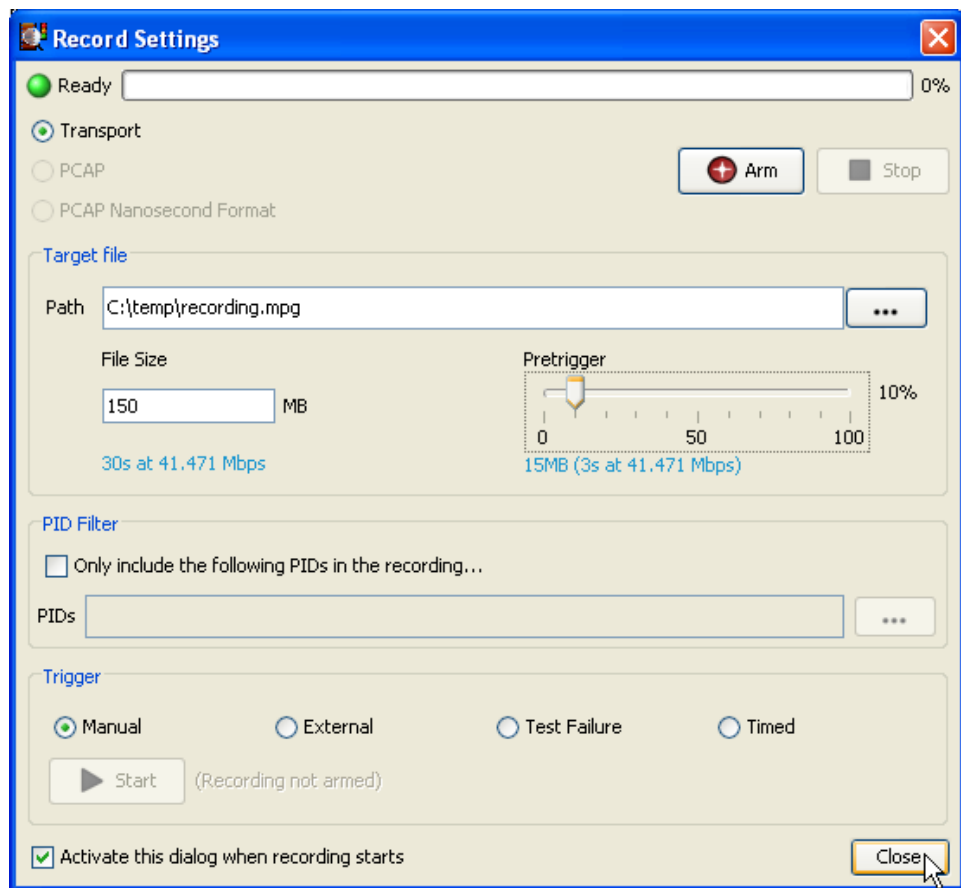 Record Settings
Ready 0%
Transport
PCAP
Arm Stop
PCAP Nanosecond Format
Target file
Path C:\temp\recording.mpg ...
File Size Pretrigger
150 MB 10%
0 50 100
30s at 41.471 Mbps 15MB (3s at 41.471 Mbps)
PID Filter
Only include the following PIDs in the recording...
PIDs ...
Trigger
Manual External Test Failure Timed
Start (Recording not armed)
Activate this dialog when recording starts Close